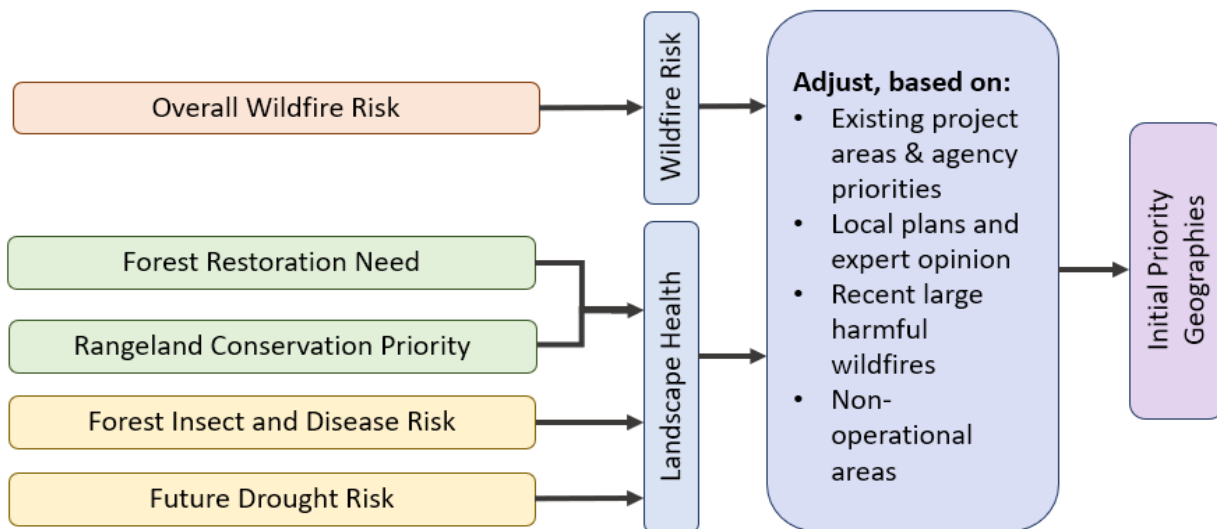 Overall Wildfire Risk
Forest Restoration Need
Rangeland Conservation Priority
Forest Insect and Disease Risk
Future Drought Risk
Wildfire Risk
Landscape Health
Adjust, based on:
• Existing project
areas & agency
priorities
• Local plans and
expert opinion
• Recent large
harmful
wildfires
• Non-
operational
areas
Initial Priority
Geographies